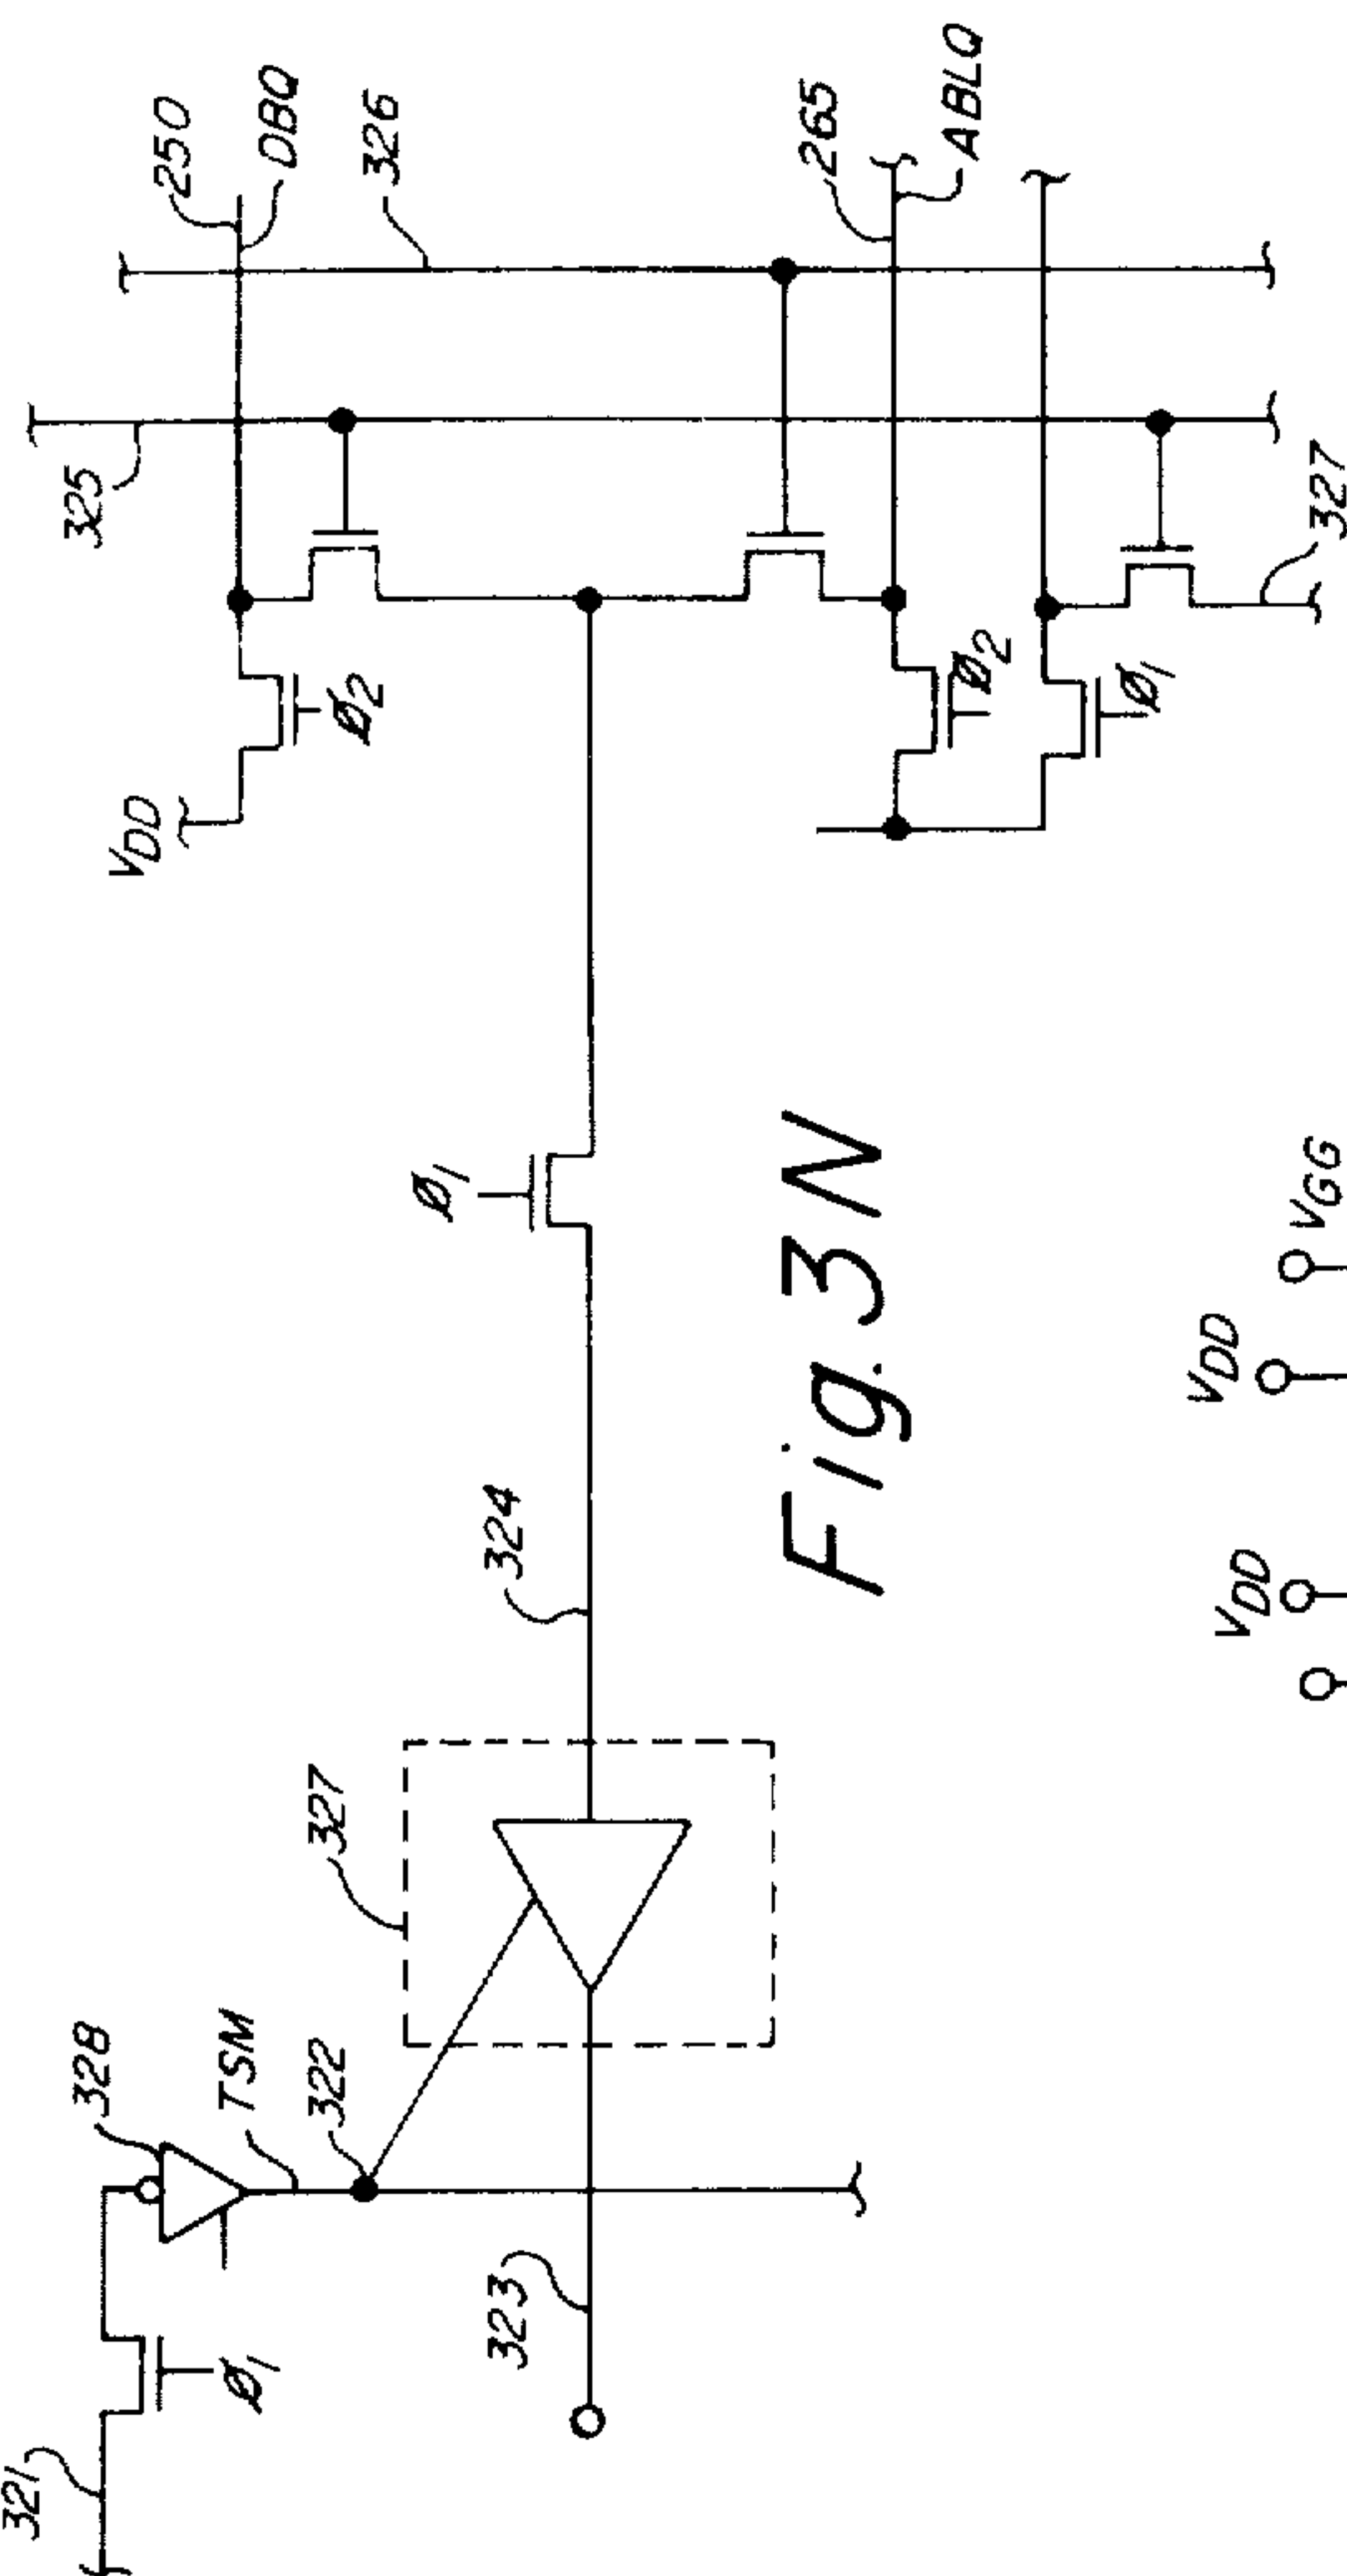 250
DBQ
326
265
ABLQ
325
327
Ø2
Ø2
Ø1
VDD
Ø1
324
Fig. 3N
VGG
VDD
VDD
327
328
TSM
322
323
Ø1
321